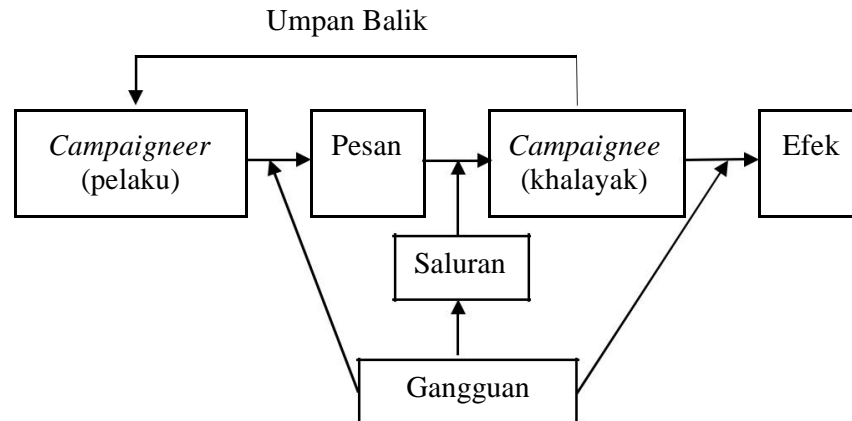 Umpan Balik
Campaigneer
(pelaku)
Pesan
Campaignee
(khalayak)
Efek
Saluran
Gangguan